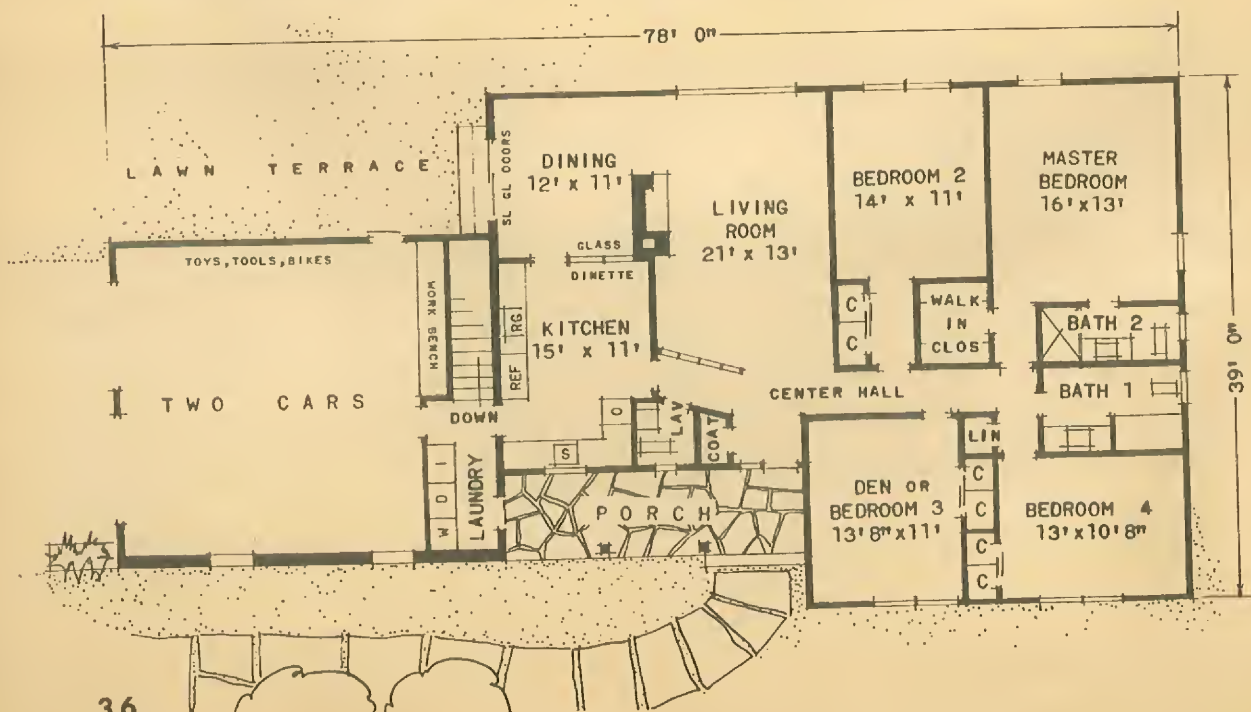 78' 0"
LAWN TERRACE
SL GL DOORS
DINING
12' x 11'
LIVING
ROOM
21' x 13'
BEDROOM 2
14' x 11'
MASTER
BEDROOM
16'x13'
39' 0"
TOYS, TOOLS, BIKES
WORK BENCH
GLASS
DINETTE
KITCHEN
15' x 11'
RG
REF
C
C
WALK
IN
CLOS
BATH 2
BATH 1
TWO CARS
DOWN
CENTER HALL
O
LAV
COAT
S
LIN
I
D
W
LAUNDRY
PORCH
DEN OR
BEDROOM 3
13'8"x11'
C
C
C
C
BEDROOM 4
13'x10'8"
36